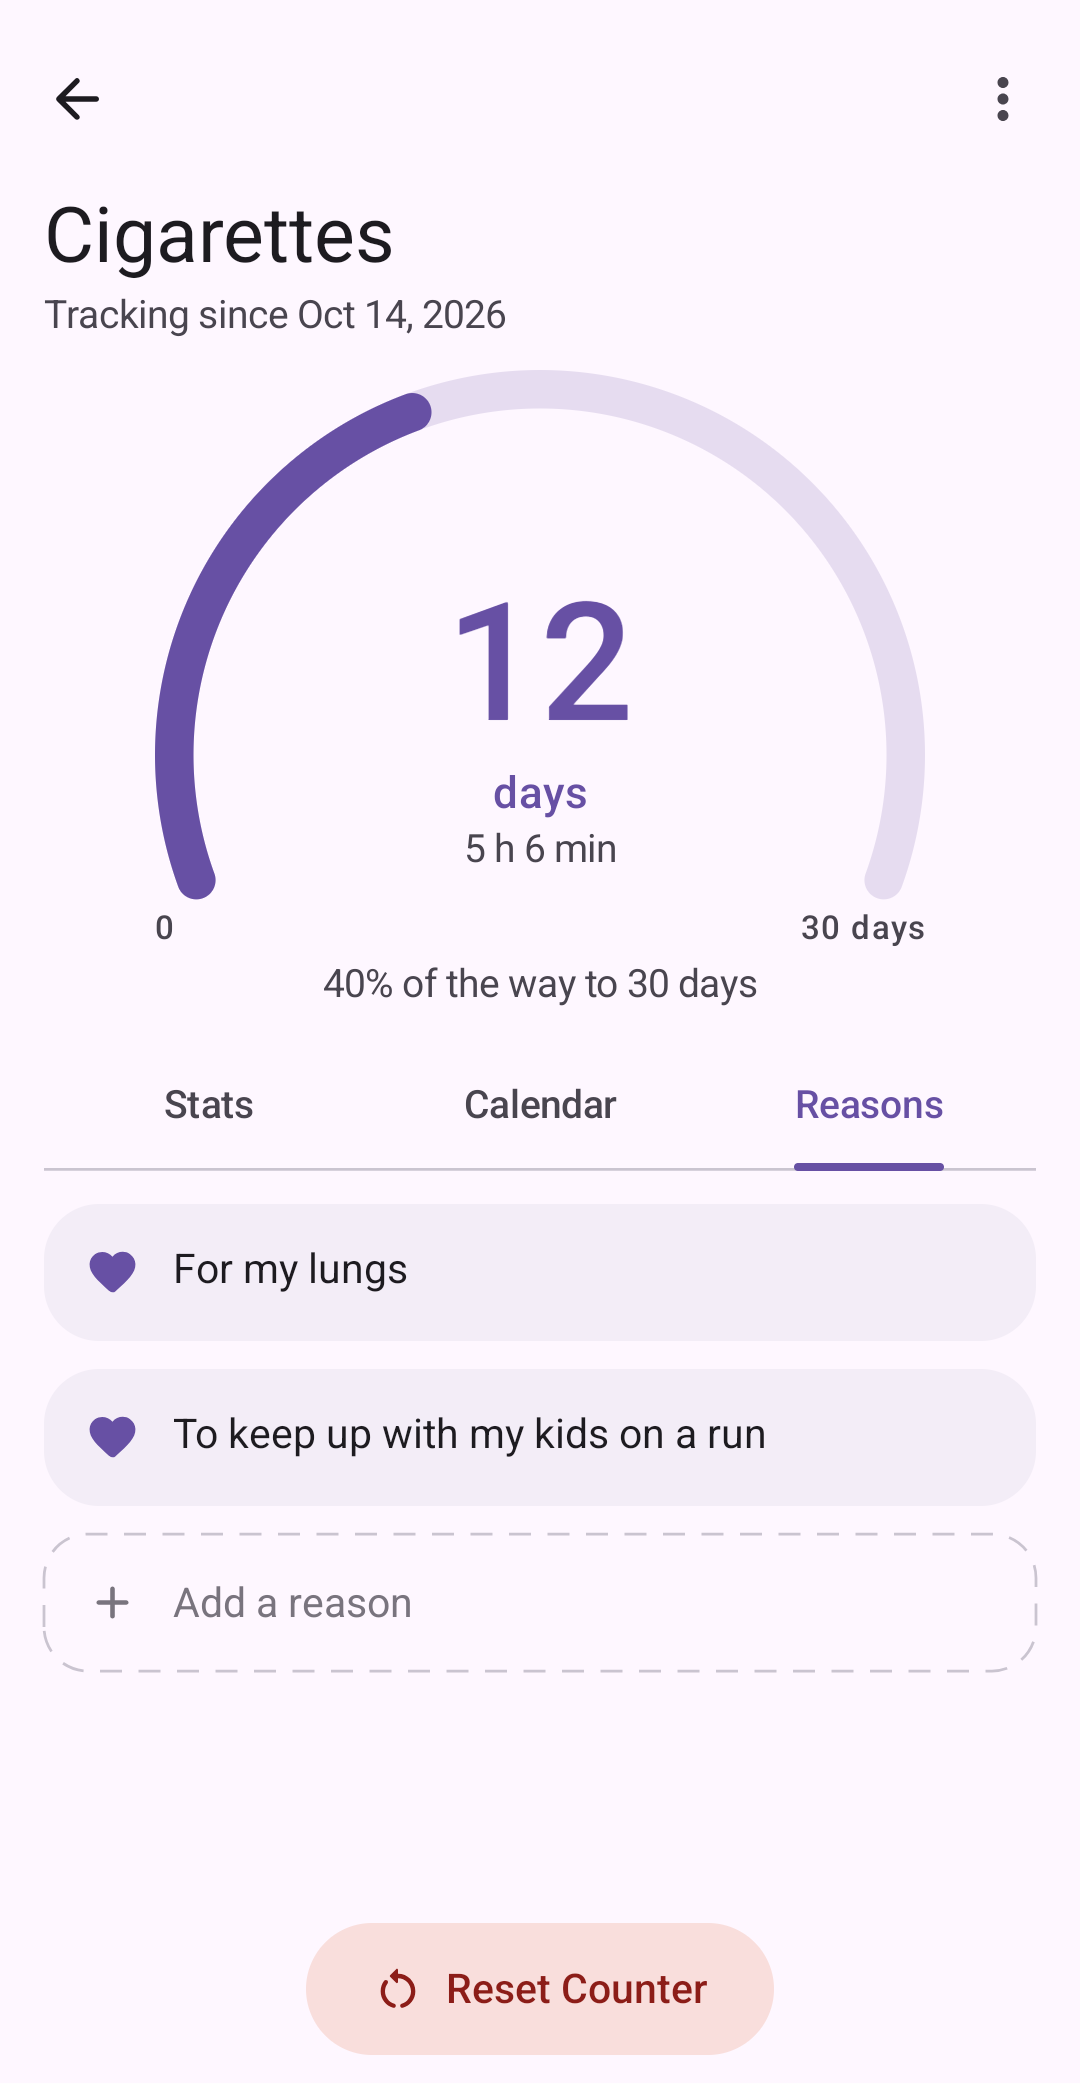 Cigarettes
Tracking since Oct 14, 2026
12
days
5 h 6 min
0
30 days
40% of the way to 30 days
Stats
Calendar
Reasons
For my lungs
To keep up with my kids on a run
Add a reason
Reset Counter